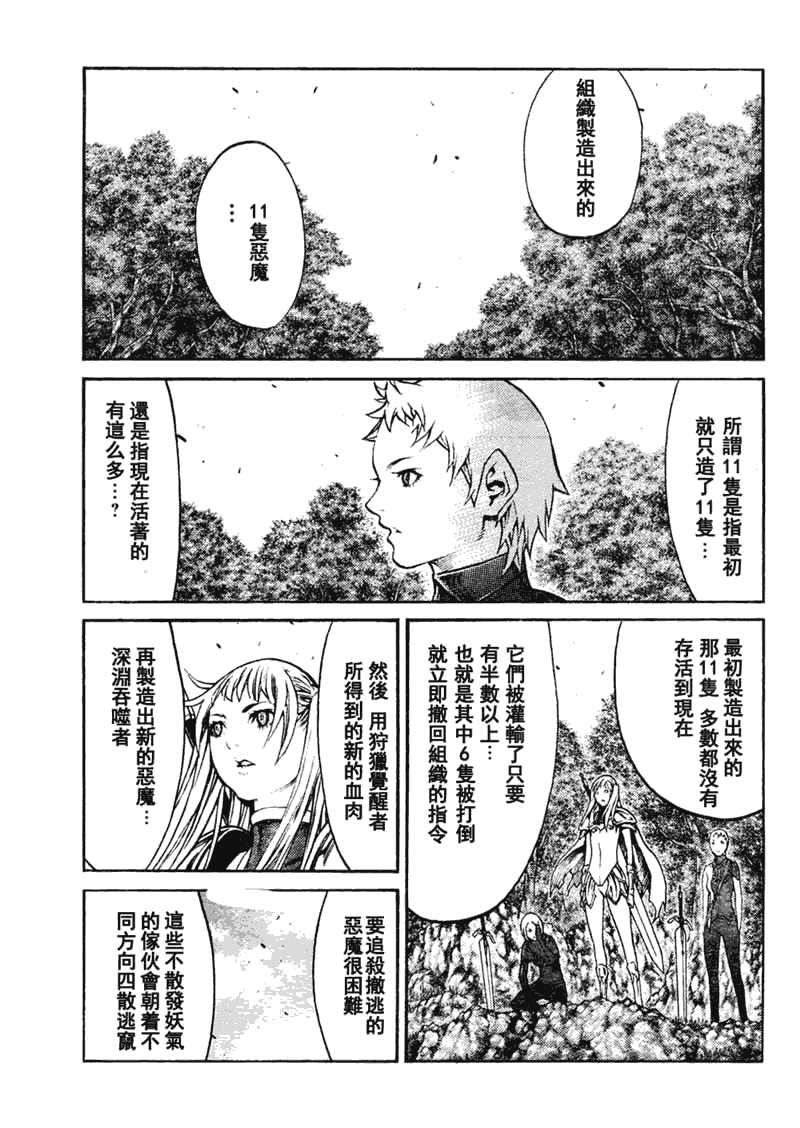 組織製造出來的
11隻惡魔
…
所謂11隻是指最初
就只造了11隻…
還是指現在活著的
有這么多…?
最初製造出來的
那11隻 多數都沒有
存活到現在
它們被灌輸了只要
有半數以上…
也就是其中6隻被打倒
就立即撤回組織的指令
然後 用狩獵覺醒者
所得到的新的血肉
再製造出新的惡魔…
深淵吞噬者
要追殺撤逃的
惡魔很困難
這些不散發妖氣
的傢伙會朝着不
同方向四散逃竄